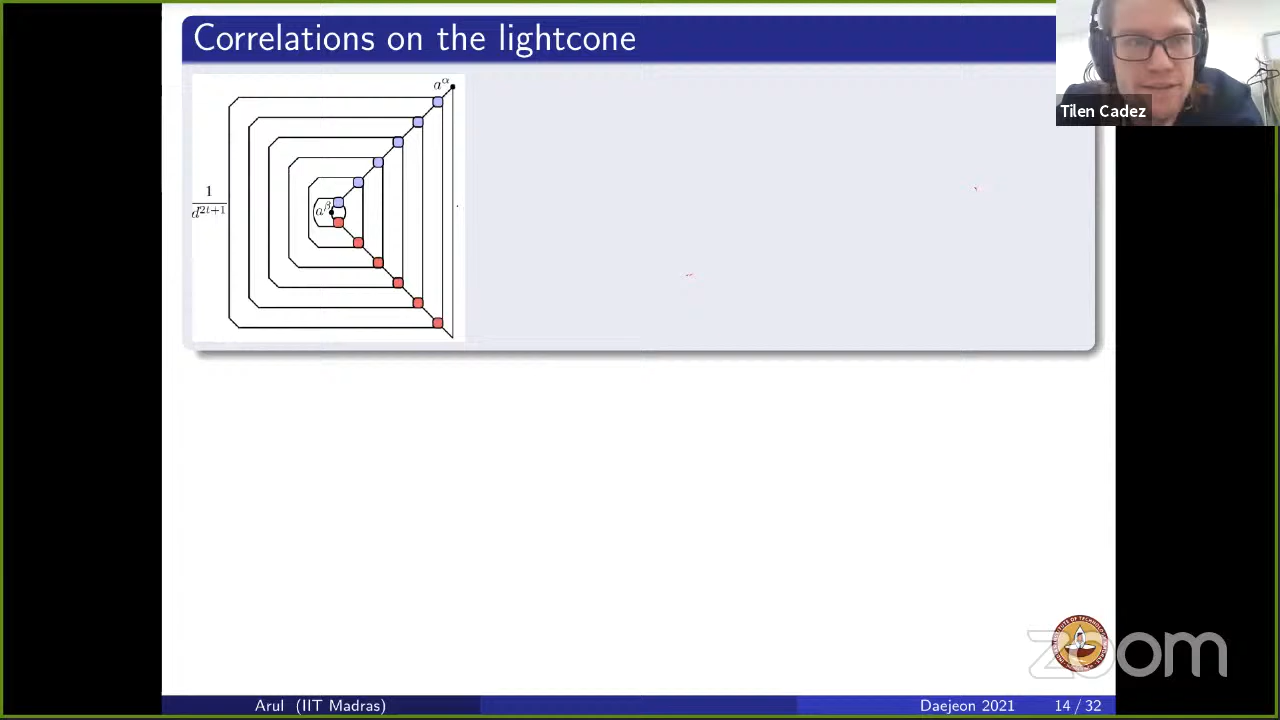 Correlations on the lightcone
Tilen Cadez
a^α
1
d^{2t+1}
a^β
zoom
Arul (IIT Madras)
Daejeon 2021
14 / 32